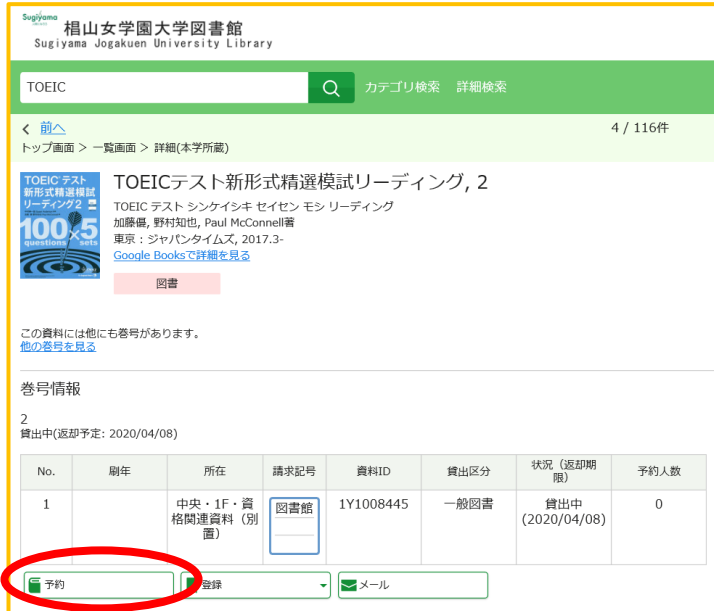 Sugiyama
椙山女学園大学図書館
Sugiyama Jogakuen University Library
TOEIC
カテゴリ検索 詳細検索
前へ
4 / 116件
トップ画面 > 一覧画面 > 詳細(本学所蔵)
TOEIC テスト
新形式精選模試
リーディング2
100×5
questions sets
TOEICテスト新形式精選模試リーディング, 2
TOEIC テスト シンケイシキ セイセン モシ リーディング
加藤優, 野村知也, Paul McConnell著
東京 : ジャパンタイムズ, 2017.3-
Google Booksで詳細を見る
図書
この資料には他にも巻号があります。
他の巻号を見る
巻号情報
2
貸出中(返却予定: 2020/04/08)
No. 刷年 所在 請求記号 資料ID 貸出区分 状況（返却期限） 予約人数
1 中央・1F・資格関連資料（別置） 図書館 1Y1008445 一般図書 貸出中 (2020/04/08) 0
予約 登録 メール